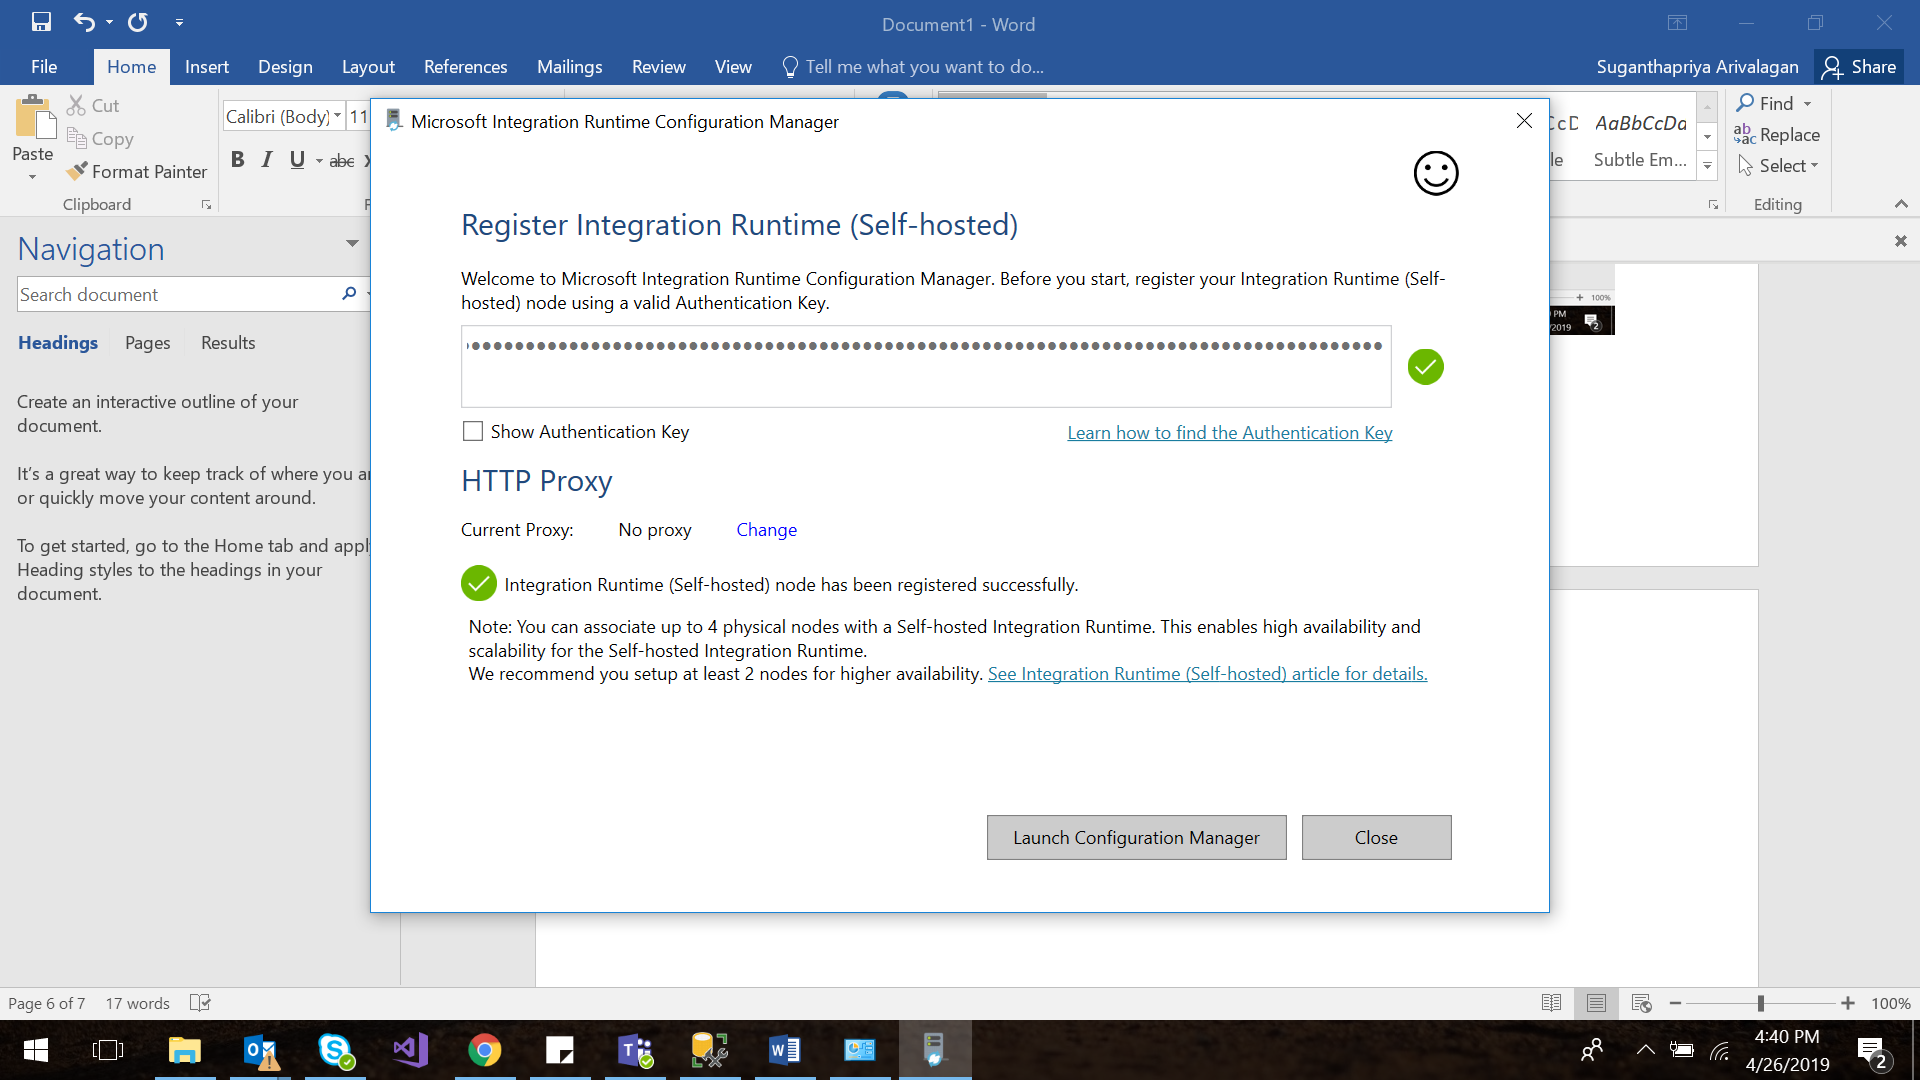 Document1 - Word
File Home Insert Design Layout References Mailings Review View Tell me what you want to do... Suganthapriya Arivalagan Share
Paste
Cut
Copy
Format Painter
Clipboard
Calibri (Body) 11
B I U abc
CcD AaBbCcDd
Subtle Em...
Find
Replace
Select
Editing
Navigation
Search document
Headings Pages Results
Create an interactive outline of your
document.
It's a great way to keep track of where you
or quickly move your content around.
To get started, go to the Home tab and apply
Heading styles to the headings in your
document.
Microsoft Integration Runtime Configuration Manager
Register Integration Runtime (Self-hosted)
Welcome to Microsoft Integration Runtime Configuration Manager. Before you start, register your Integration Runtime (Self-
hosted) node using a valid Authentication Key.
Show Authentication Key
Learn how to find the Authentication Key
HTTP Proxy
Current Proxy: No proxy Change
Integration Runtime (Self-hosted) node has been registered successfully.
Note: You can associate up to 4 physical nodes with a Self-hosted Integration Runtime. This enables high availability and
scalability for the Self-hosted Integration Runtime.
We recommend you setup at least 2 nodes for higher availability. See Integration Runtime (Self-hosted) article for details.
Launch Configuration Manager Close
100%
PM
2019
2
Page 6 of 7 17 words
100%
4:40 PM
4/26/2019
2